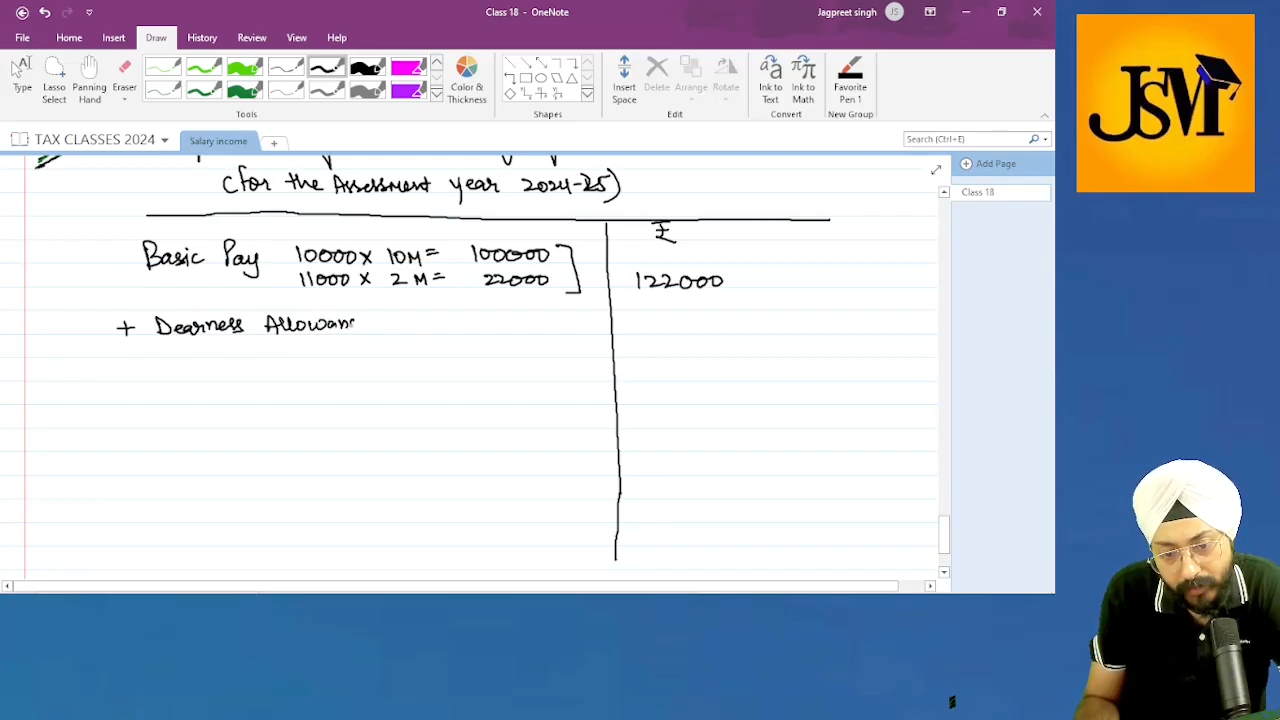 Class 18 - OneNote
Jagpreet singh JS
File Home Insert Draw History Review View Help
Type Lasso Select Panning Hand Eraser Color & Thickness Insert Space Delete Arrange Rotate Ink to Text Ink to Math Favorite Pen 1
Tools Shapes Edit Convert New Group
TAX CLASSES 2024 Salary income + Search (Ctrl+E)
Add Page
Class 18
(for the Assessment year 2024-25)
₹
Basic Pay 10000 x 10M= 100000
11000 x 2 M= 22000 122000
+ Dearness Allowanc
JSM